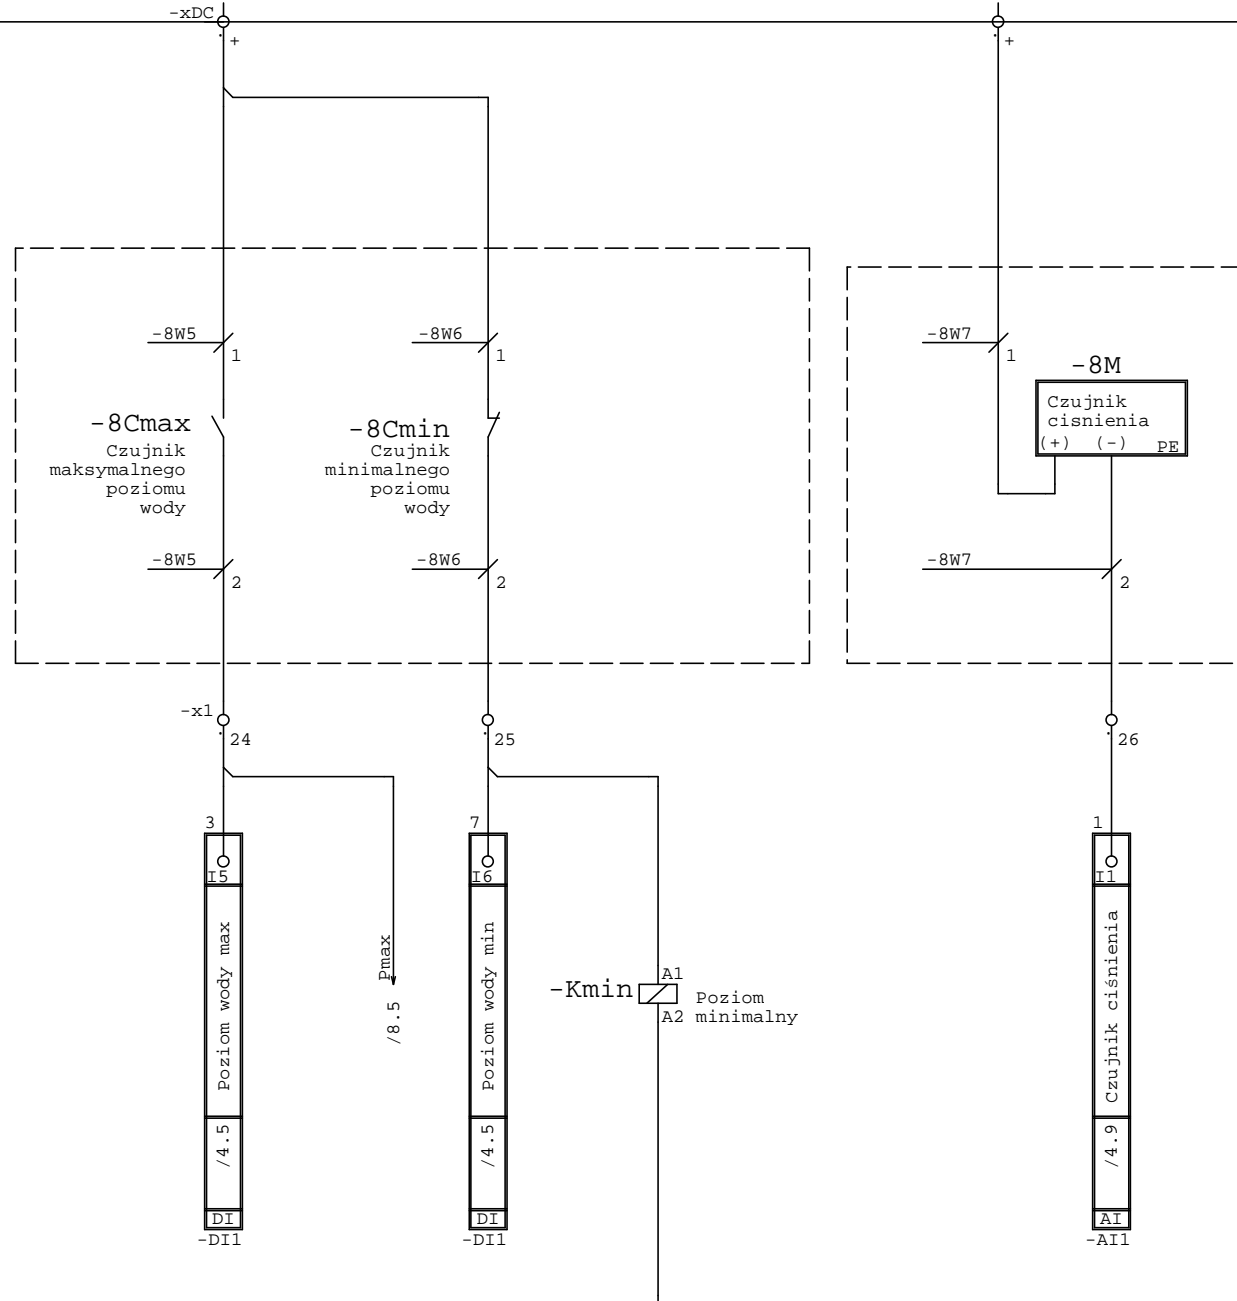 -xDC
+
+
-8W5
1
-8W6
1
-8W7
1
-8M
Czujnik
cisnienia
(+) (-) PE
-8Cmax
Czujnik
maksymalnego
poziomu
wody
-8Cmin
Czujnik
minimalnego
poziomu
wody
-8W5
2
-8W6
2
-8W7
2
-x1
24
25
26
3
I5
Poziom wody max
/4.5
DI
-DI1
Pmax
/8.5
7
I6
Poziom wody min
/4.5
DI
-DI1
-Kmin
A1
A2
Poziom
minimalny
1
I1
Czujnik ciśnienia
/4.9
AI
-AI1